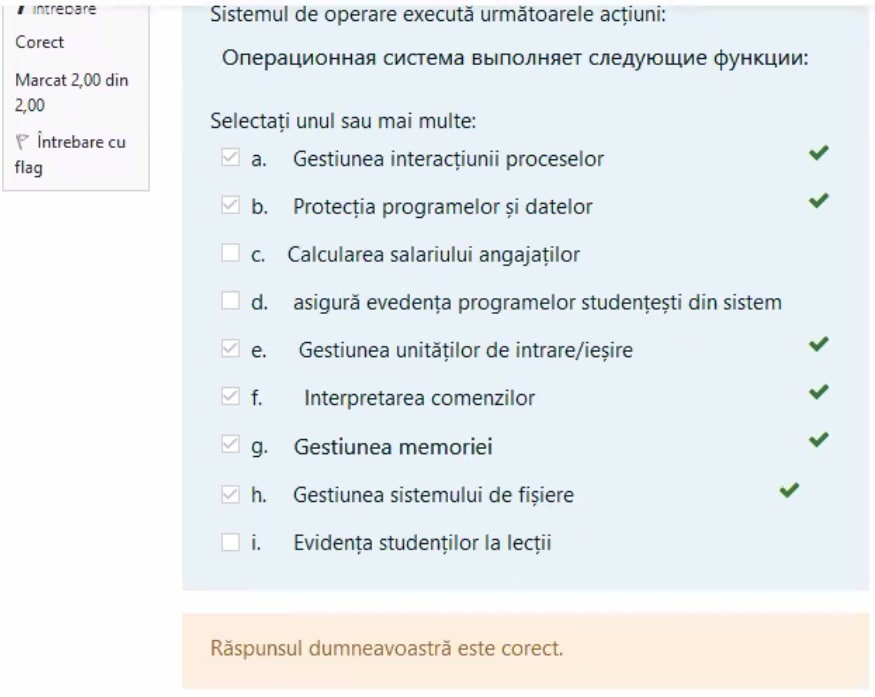 întrebare
Corect
Marcat 2,00 din
2,00
Întrebare cu
flag
Sistemul de operare execută următoarele acțiuni:
Операционная система выполняет следующие функции:
Selectați unul sau mai multe:
a. Gestiunea interacțiunii proceselor
b. Protecția programelor și datelor
c. Calcularea salariului angajaților
d. asigură evedența programelor studențești din sistem
e. Gestiunea unităților de intrare/ieșire
f. Interpretarea comenzilor
g. Gestiunea memoriei
h. Gestiunea sistemului de fișiere
i. Evidența studenților la lecții
Răspunsul dumneavoastră este corect.